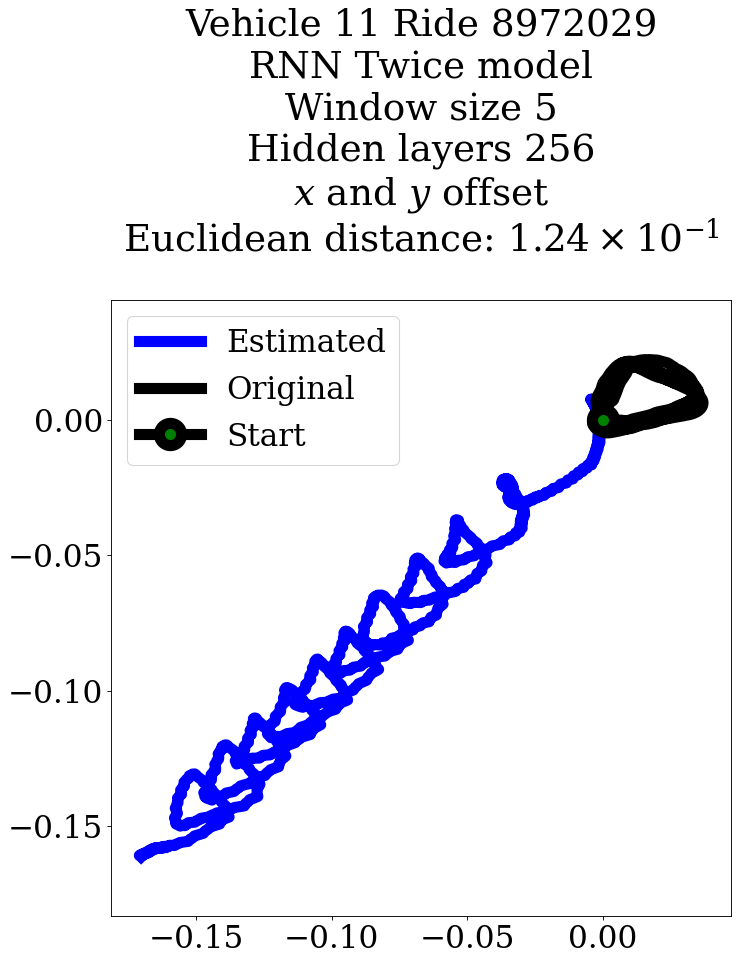 Vehicle 11 Ride 8972029
RNN Twice model
Window size 5
Hidden layers 256
x and y offset
Euclidean distance: 1.24 × 10⁻¹
Estimated
Original
Start
0.00
−0.05
−0.10
−0.15
−0.15 −0.10 −0.05 0.00